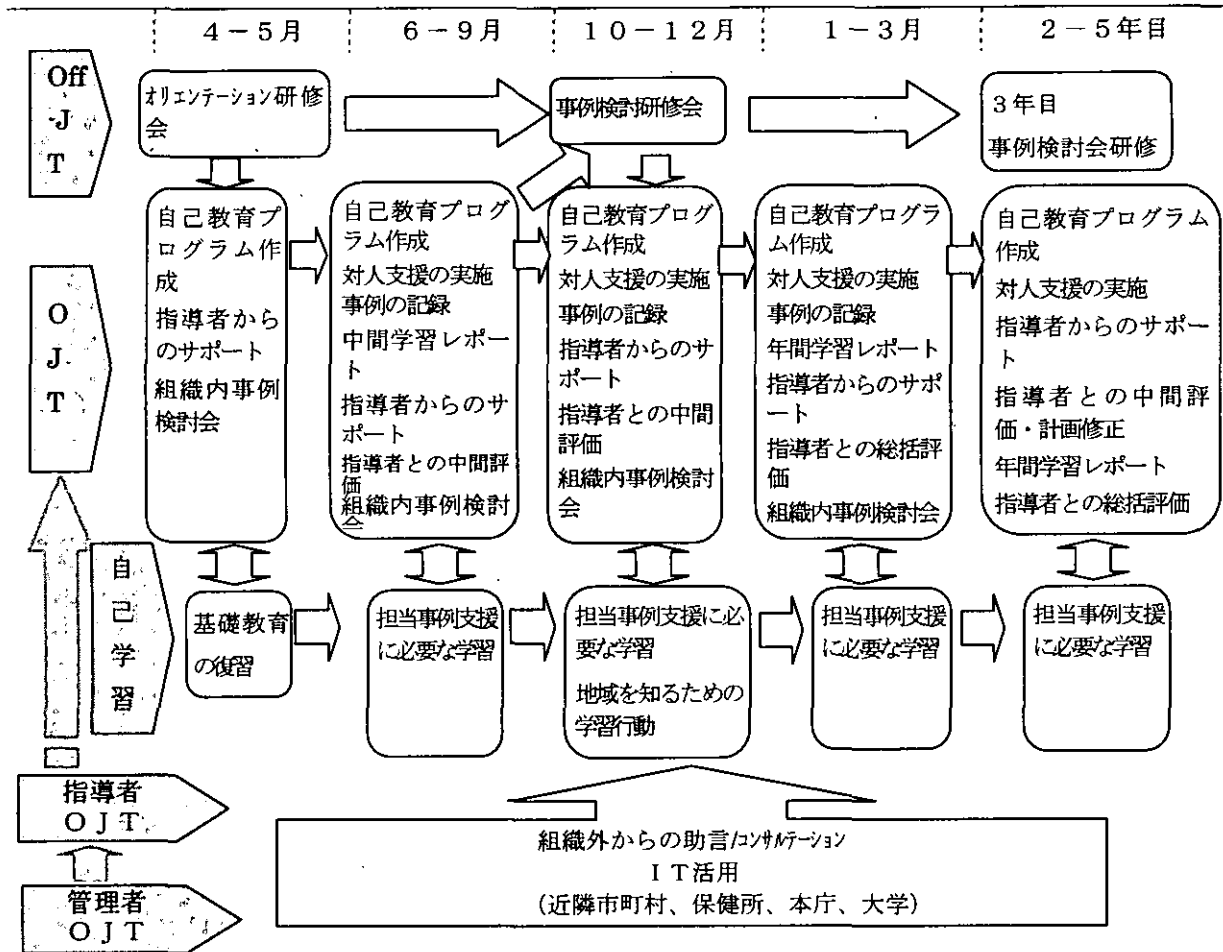 4－5月
6－9月
10－12月
1－3月
2－5年目
Off
J
T
オリエンテーション研修
会
事例検討研修会
3年目
事例検討会研修
O
J
T
自己教育プ
ログラム作
成
指導者から
のサポート
組織内事例
検討会
自己教育プログ
ラム作成
対人支援の実施
事例の記録
中間学習レポー
ト
指導者からのサ
ポート
指導者との中間評
価
組織内事例検討
会
自己教育プログ
ラム作成
対人支援の実施
事例の記録
指導者からのサ
ポート
指導者との中間
評価
組織内事例検討
会
自己教育プログラ
ム作成
対人支援の実施
事例の記録
年間学習レポート
指導者からのサポ
ート
指導者との総括評
価
組織内事例検討会
自己教育プログラム
作成
対人支援の実施
指導者からのサポー
ト
指導者との中間評
価・計画修正
年間学習レポート
指導者との総括評価
自
己
学
習
基礎教育
の復習
担当事例支援
に必要な学習
担当事例支援に必
要な学習
地域を知るための
学習行動
担当事例支援
に必要な学習
担当事例支援
に必要な学習
指導者
OJT
管理者
OJT
組織外からの助言/コンサルテーション
IT活用
(近隣市町村、保健所、本庁、大学)